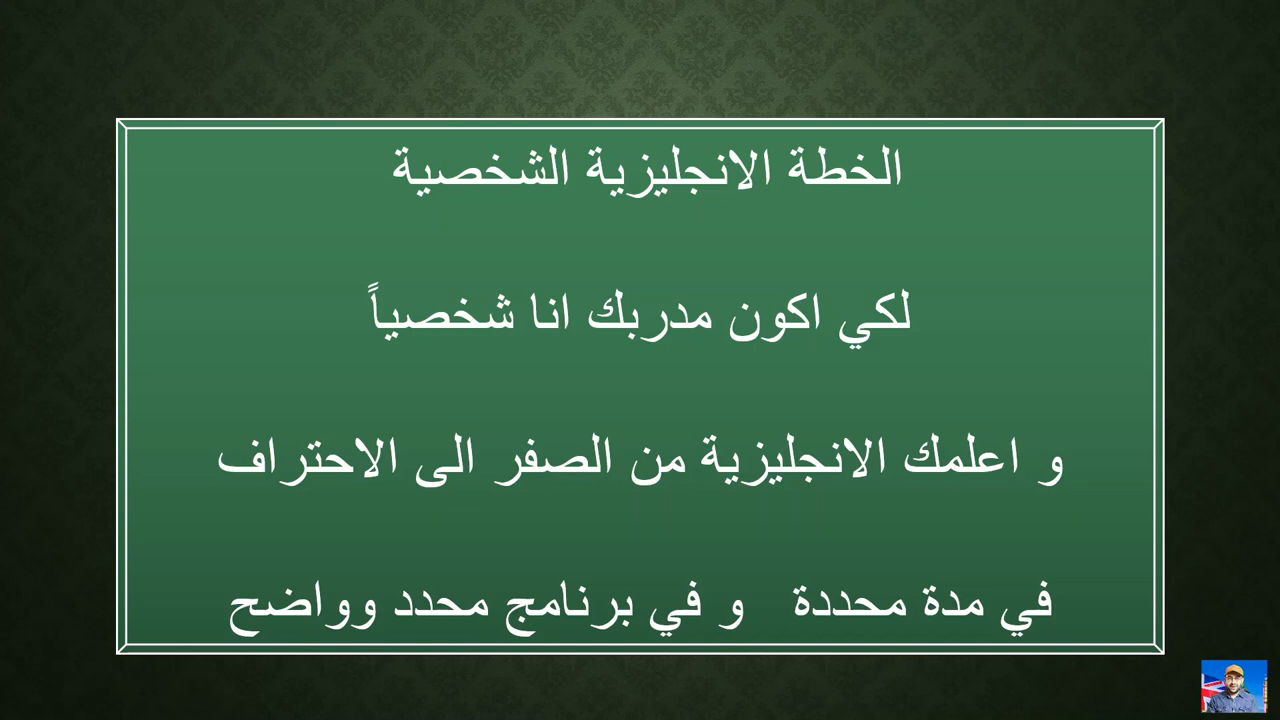 الخطة الانجليزية الشخصية
لكي اكون مدربك انا شخصياً
و اعلمك الانجليزية من الصفر الى الاحتراف
في مدة محددة و في برنامج محدد وواضح